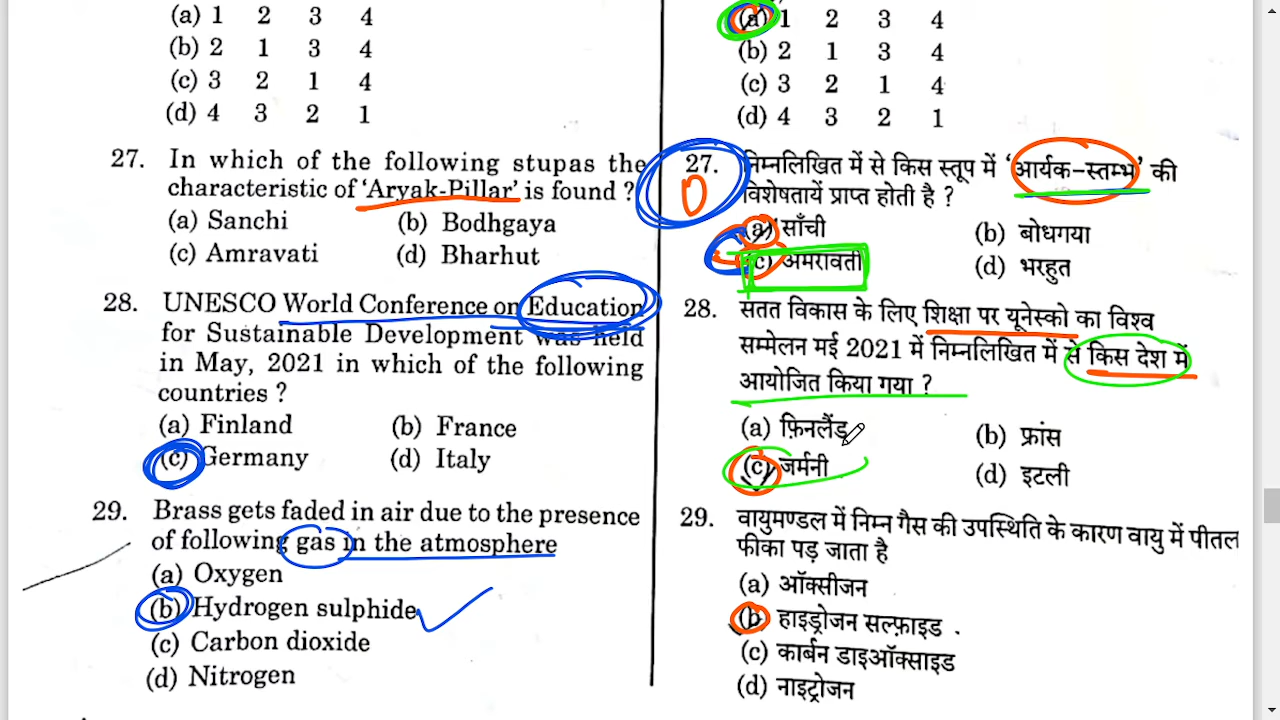 (a) 1 2 3 4
(b) 2 1 3 4
(c) 3 2 1 4
(d) 4 3 2 1
27. In which of the following stupas the
characteristic of ‘Aryak-Pillar’ is found ?
(a) Sanchi (b) Bodhgaya
(c) Amravati (d) Bharhut
28. UNESCO World Conference on Education
for Sustainable Development was held
in May, 2021 in which of the following
countries ?
(a) Finland (b) France
(c) Germany (d) Italy
29. Brass gets faded in air due to the presence
of following gas in the atmosphere
(a) Oxygen
(b) Hydrogen sulphide
(c) Carbon dioxide
(d) Nitrogen
(a) 1 2 3 4
(b) 2 1 3 4
(c) 3 2 1 4
(d) 4 3 2 1
27. निम्नलिखित में से किस स्तूप में ‘आर्यक–स्तम्भ’ की
विशेषतायें प्राप्त होती है ?
(a) साँची (b) बोधगया
(c) अमरावती (d) भरहुत
28. सतत विकास के लिए शिक्षा पर यूनेस्को का विश्व
सम्मेलन मई 2021 में निम्नलिखित में से किस देश में
आयोजित किया गया ?
(a) फ़िनलैंड (b) फ्रांस
(c) जर्मनी (d) इटली
29. वायुमण्डल में निम्न गैस की उपस्थिति के कारण वायु में पीतल
फीका पड़ जाता है
(a) ऑक्सीजन
(b) हाइड्रोजन सल्फ़ाइड .
(c) कार्बन डाइऑक्साइड
(d) नाइट्रोजन